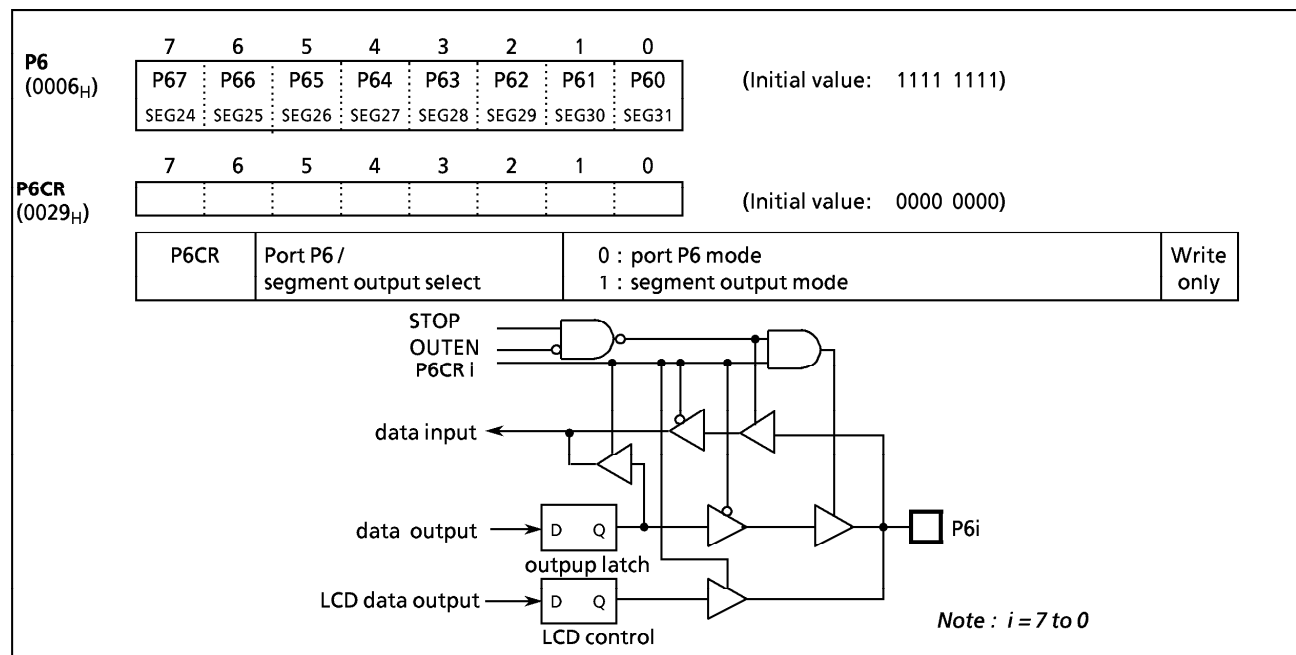 7 6 5 4 3 2 1 0
P6
(0006H)
P67 P66 P65 P64 P63 P62 P61 P60
(Initial value: 1111 1111)
SEG24 SEG25 SEG26 SEG27 SEG28 SEG29 SEG30 SEG31
7 6 5 4 3 2 1 0
P6CR
(0029H)
(Initial value: 0000 0000)
P6CR
Port P6 /
segment output select
0 : port P6 mode
1 : segment output mode
Write
only
STOP
OUTEN
P6CR i
data input
data output
D Q
P6i
outpup latch
LCD data output
D Q
LCD control
Note : i = 7 to 0